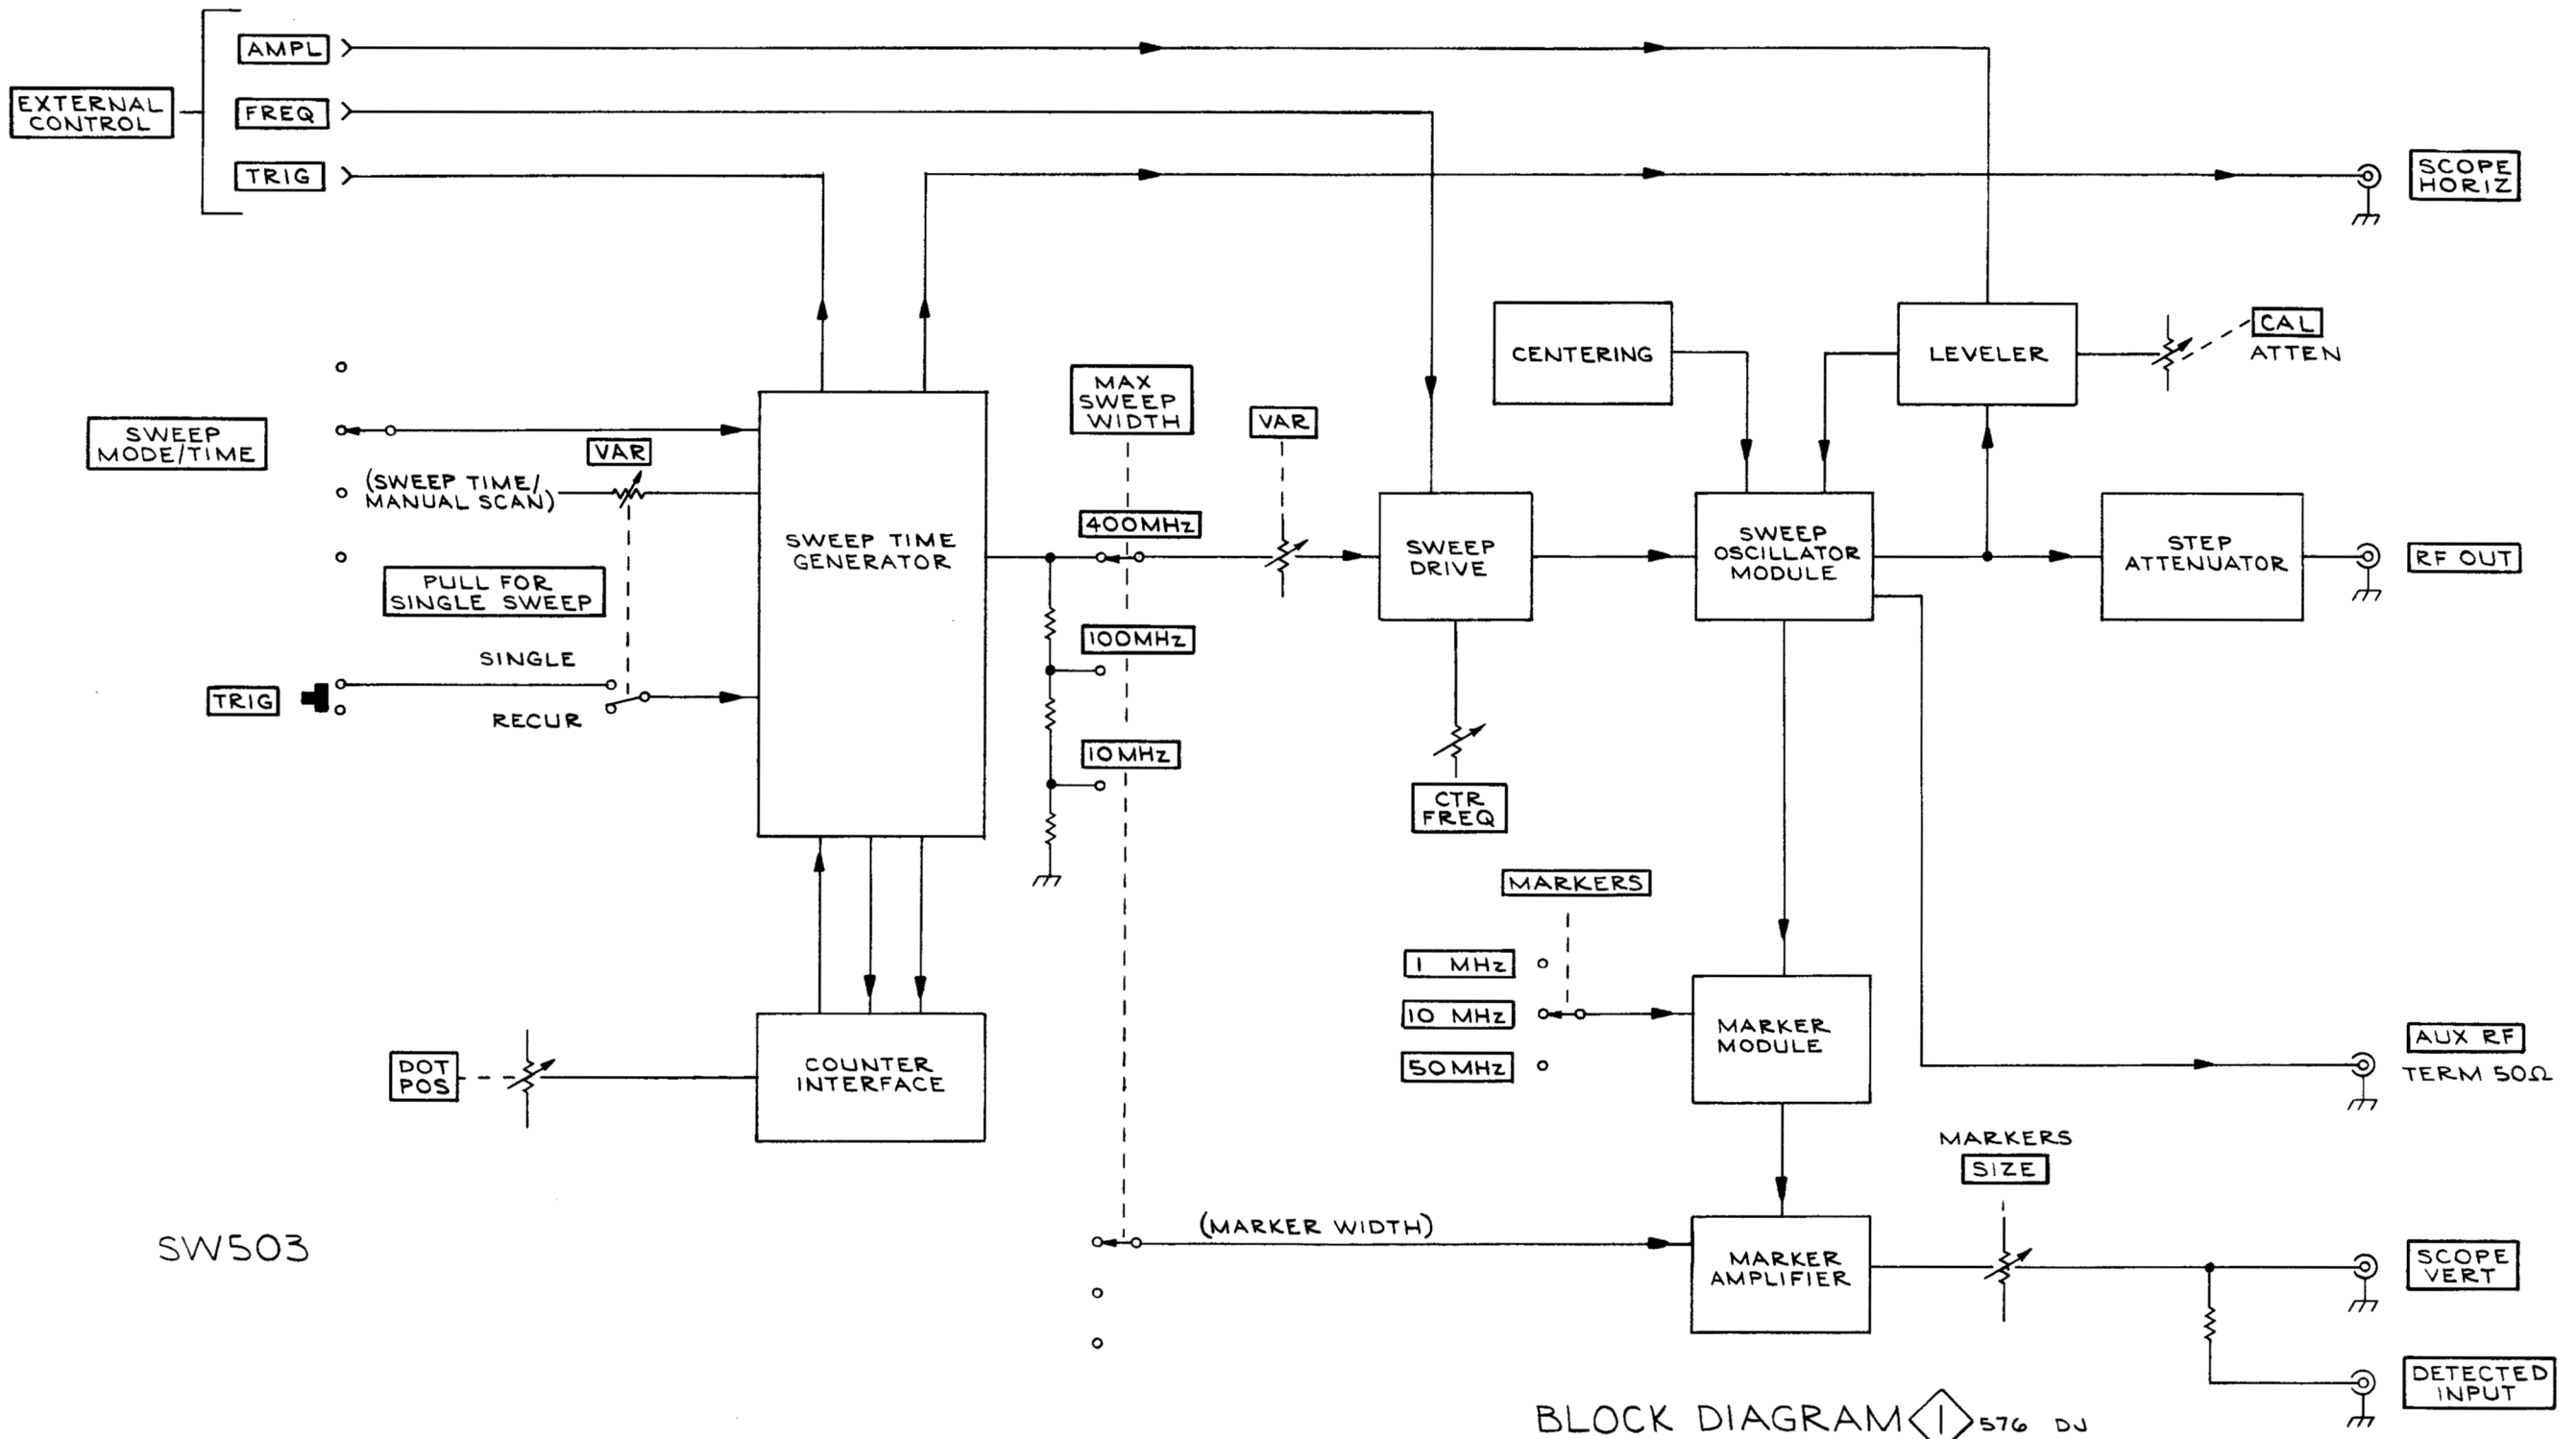 AMPL
EXTERNAL
CONTROL
FREQ
TRIG
SCOPE
HORIZ
CENTERING
LEVELER
CAL
ATTEN
SWEEP
MODE/TIME
VAR
(SWEEP TIME/
MANUAL SCAN)
PULL FOR
SINGLE SWEEP
SINGLE
TRIG
RECUR
SWEEP TIME
GENERATOR
MAX
SWEEP
WIDTH
VAR
400MHz
100MHz
10MHz
SWEEP
DRIVE
SWEEP
OSCILLATOR
MODULE
STEP
ATTENUATOR
RF OUT
CTR
FREQ
MARKERS
1 MHz
10 MHz
50MHz
MARKER
MODULE
AUX RF
TERM 50Ω
DOT
POS
COUNTER
INTERFACE
MARKERS
SIZE
(MARKER WIDTH)
MARKER
AMPLIFIER
SCOPE
VERT
DETECTED
INPUT
SW503
BLOCK DIAGRAM 1 576 DJ